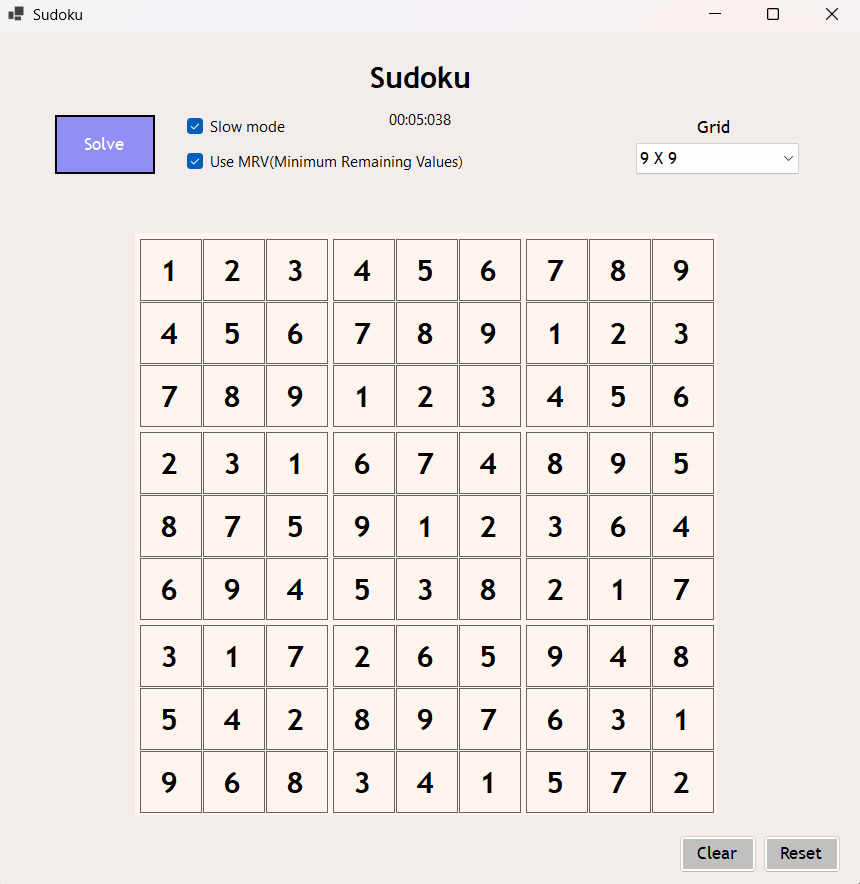 Sudoku
Sudoku
00:05:038
Solve
Slow mode
Use MRV(Minimum Remaining Values)
Grid
9 X 9
1 2 3 4 5 6 7 8 9
4 5 6 7 8 9 1 2 3
7 8 9 1 2 3 4 5 6
2 3 1 6 7 4 8 9 5
8 7 5 9 1 2 3 6 4
6 9 4 5 3 8 2 1 7
3 1 7 2 6 5 9 4 8
5 4 2 8 9 7 6 3 1
9 6 8 3 4 1 5 7 2
Clear Reset